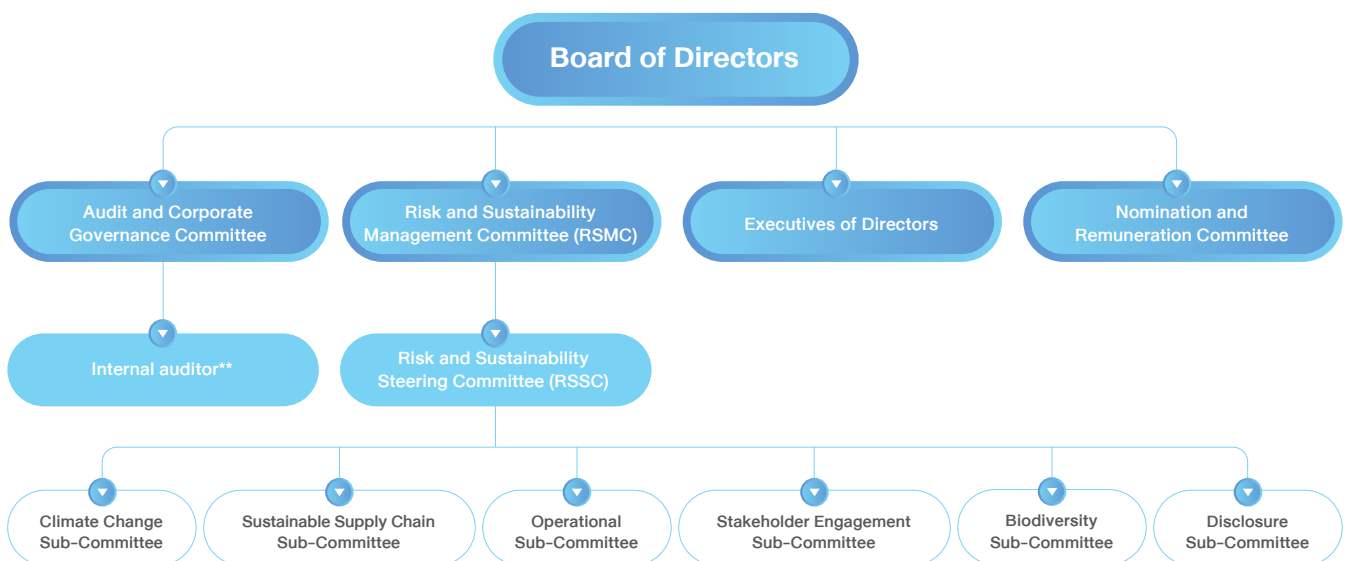 Board of Directors
Audit and Corporate
Governance Committee
Risk and Sustainability
Management Committee (RSMC)
Executives of Directors
Nomination and
Remuneration Committee
Internal auditor**
Risk and Sustainability
Steering Committee (RSSC)
Climate Change
Sub-Committee
Sustainable Supply Chain
Sub-Committee
Operational
Sub-Committee
Stakeholder Engagement
Sub-Committee
Biodiversity
Sub-Committee
Disclosure
Sub-Committee